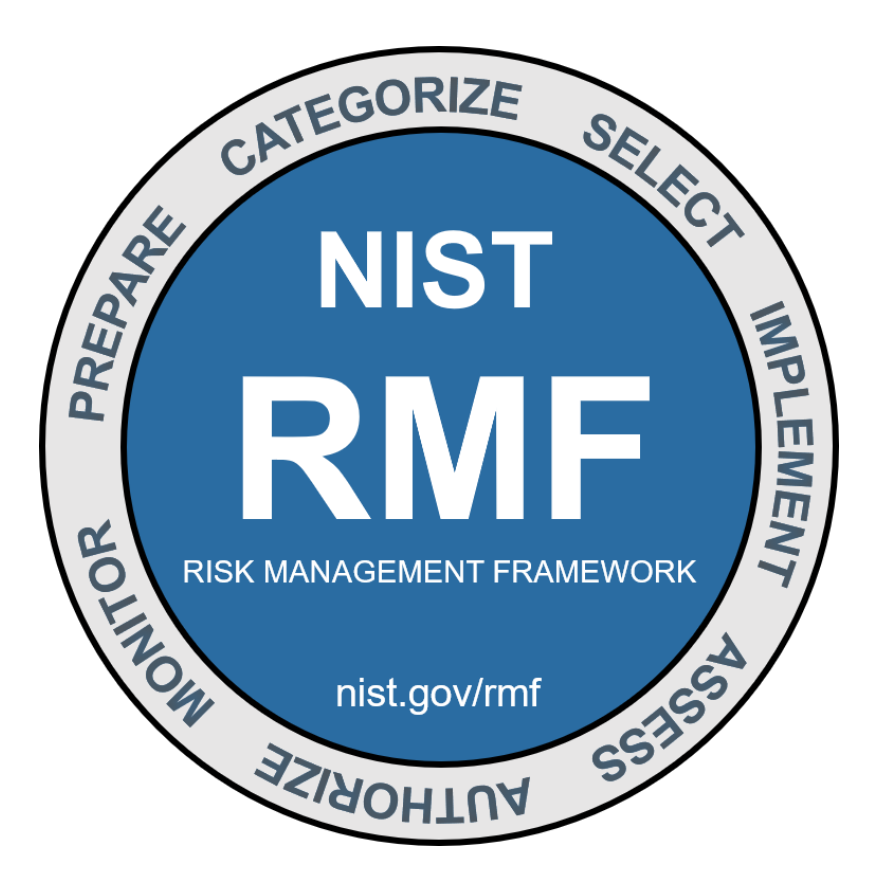 PREPARE
CATEGORIZE
SELECT
IMPLEMENT
ASSESS
AUTHORIZE
MONITOR
NIST
RMF
RISK MANAGEMENT FRAMEWORK
nist.gov/rmf